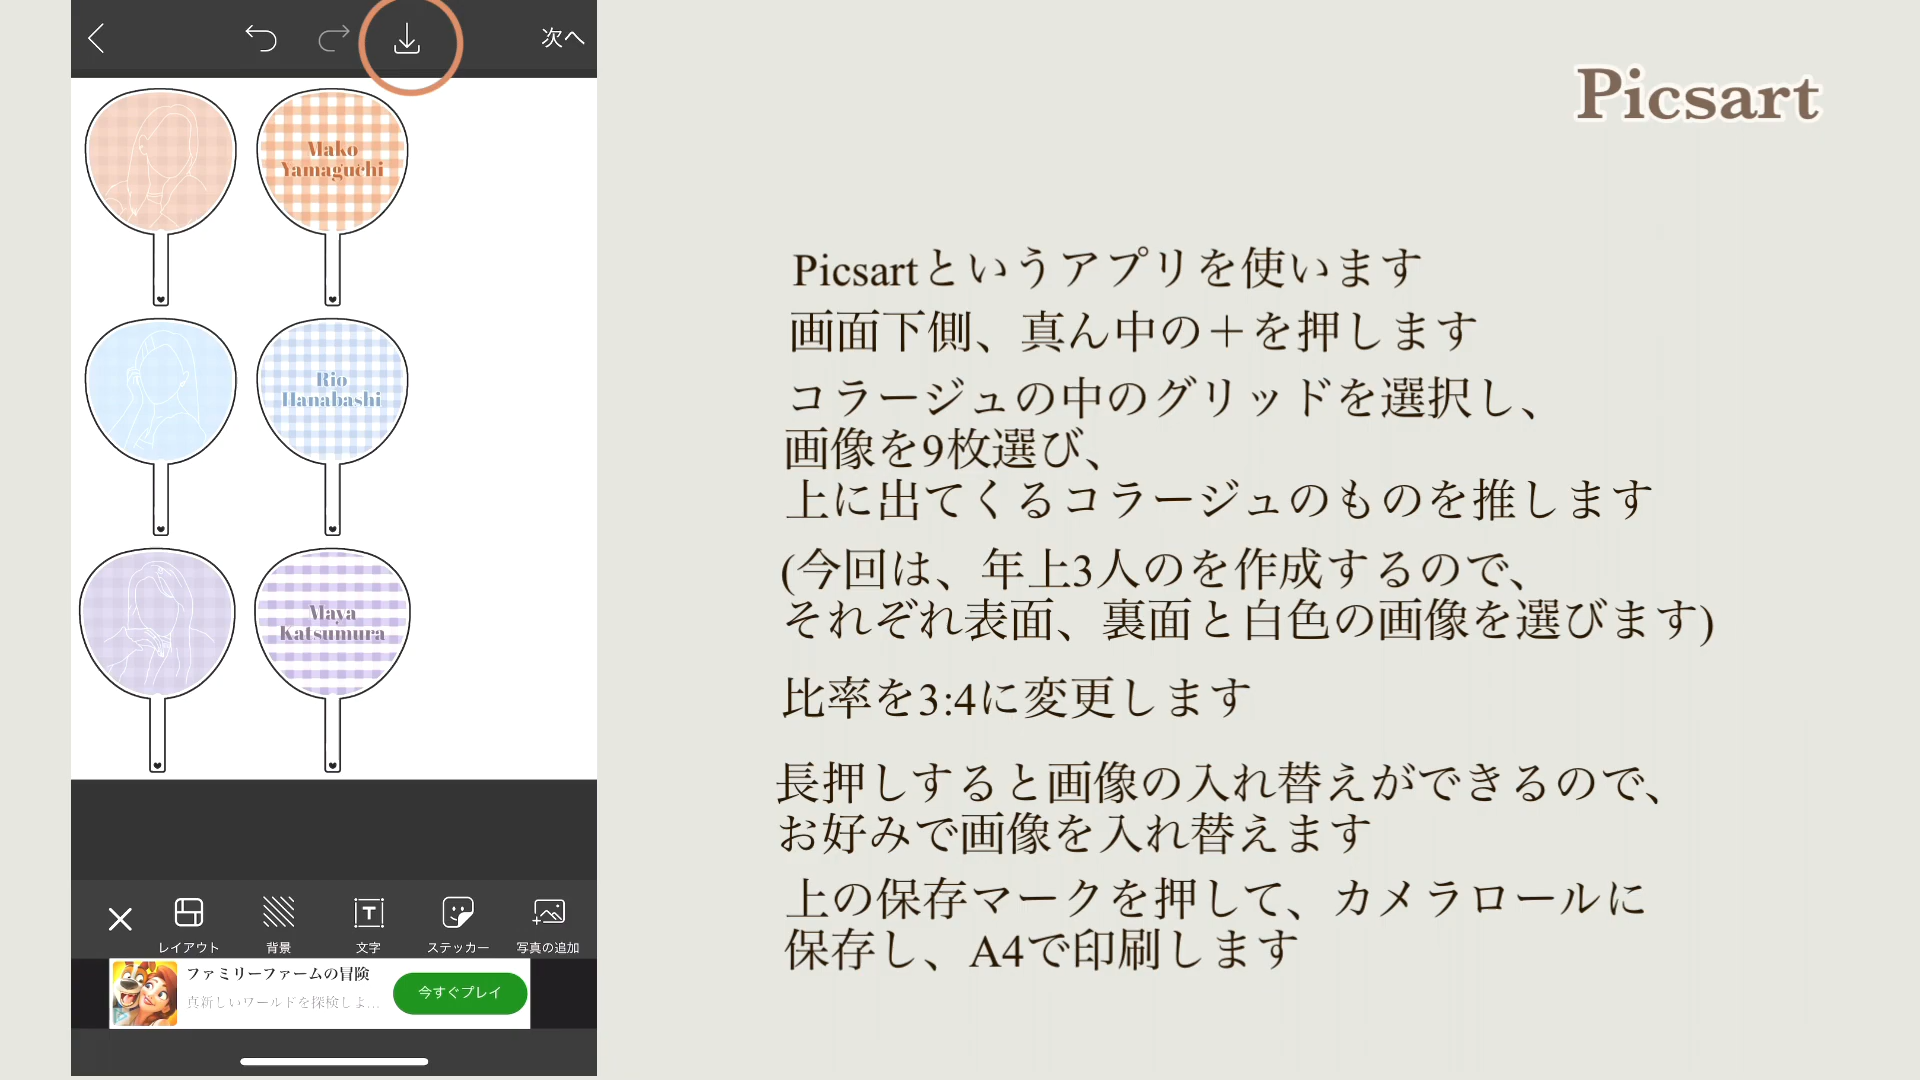 次へ
Mako
Yamaguchi
Rio
Hanabashi
Maya
Katsumura
レイアウト
背景
文字
ステッカー
写真の追加
ファミリーファームの冒険
真新しいワールドを探検しよ...
今すぐプレイ
Picsart
Picsartというアプリを使います
画面下側、真ん中の＋を押します
コラージュの中のグリッドを選択し、
画像を9枚選び、
上に出てくるコラージュのものを推します
(今回は、年上3人のを作成するので、
それぞれ表面、裏面と白色の画像を選びます)
比率を3:4に変更します
長押しすると画像の入れ替えができるので、
お好みで画像を入れ替えます
上の保存マークを押して、カメラロールに
保存し、A4で印刷します